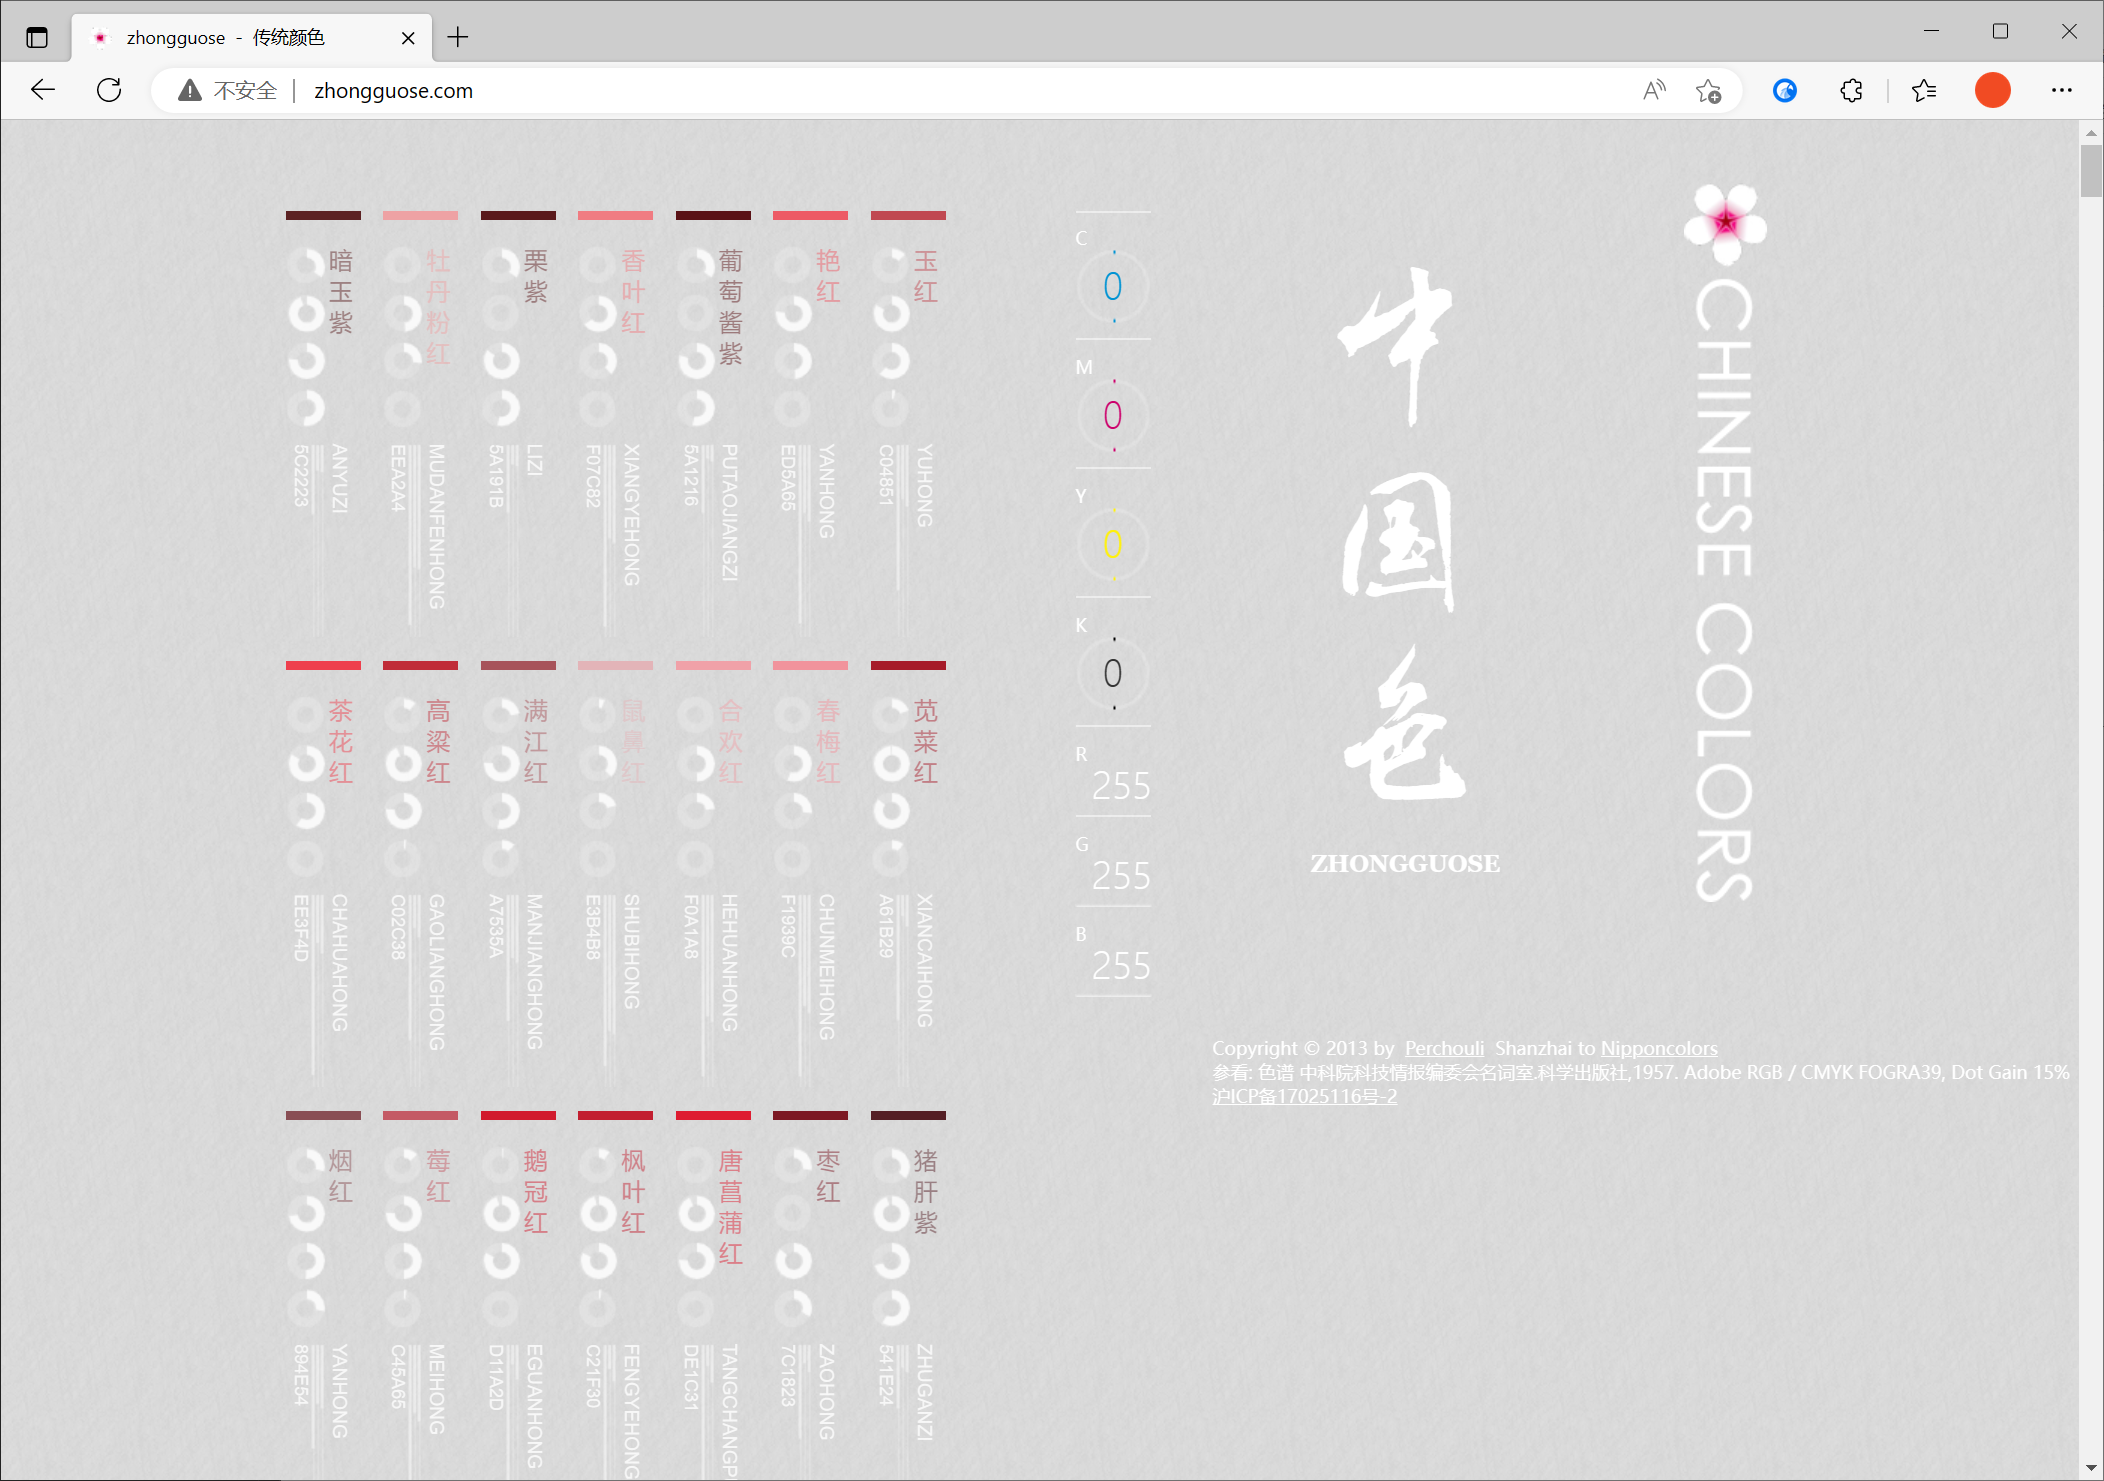 zhongguose - 传统颜色
不安全
zhongguose.com
暗玉紫
ANYUZI
5C2223
牡丹粉红
MUDANFENHONG
EEA2A4
栗紫
LIZI
5A191B
香叶红
XIANGYEHONG
F07C82
葡萄酱紫
PUTAOJIANGZI
5A1216
艳红
YANHONG
ED5A65
玉红
YUHONG
C04851
茶花红
CHAHUAHONG
EE3F4D
高粱红
GAOLIANGHONG
C02C38
满江红
MANJIANGHONG
A7535A
鼠鼻红
SHUBIHONG
E3B4B8
合欢红
HEHUANHONG
F0A1A8
春梅红
CHUNMEIHONG
F1939C
苋菜红
XIANCAIHONG
A61B29
烟红
YANHONG
894E54
莓红
MEIHONG
C45A65
鹅冠红
EGUANHONG
D11A2D
枫叶红
FENGYEHONG
C21F30
唐菖蒲红
TANGCHANGP
DE1C31
枣红
ZAOHONG
7C1823
猪肝紫
ZHUGANZI
541E24
C
0
M
0
Y
0
K
0
R
255
G
255
B
255
中国色
ZHONGGUOSE
CHINESE COLORS
Copyright © 2013 by Perchouli Shanzhai to Nipponcolors
参看: 色谱 中科院科技情报编委会名词室.科学出版社,1957. Adobe RGB / CMYK FOGRA39, Dot Gain 15%
沪ICP备17025116号-2